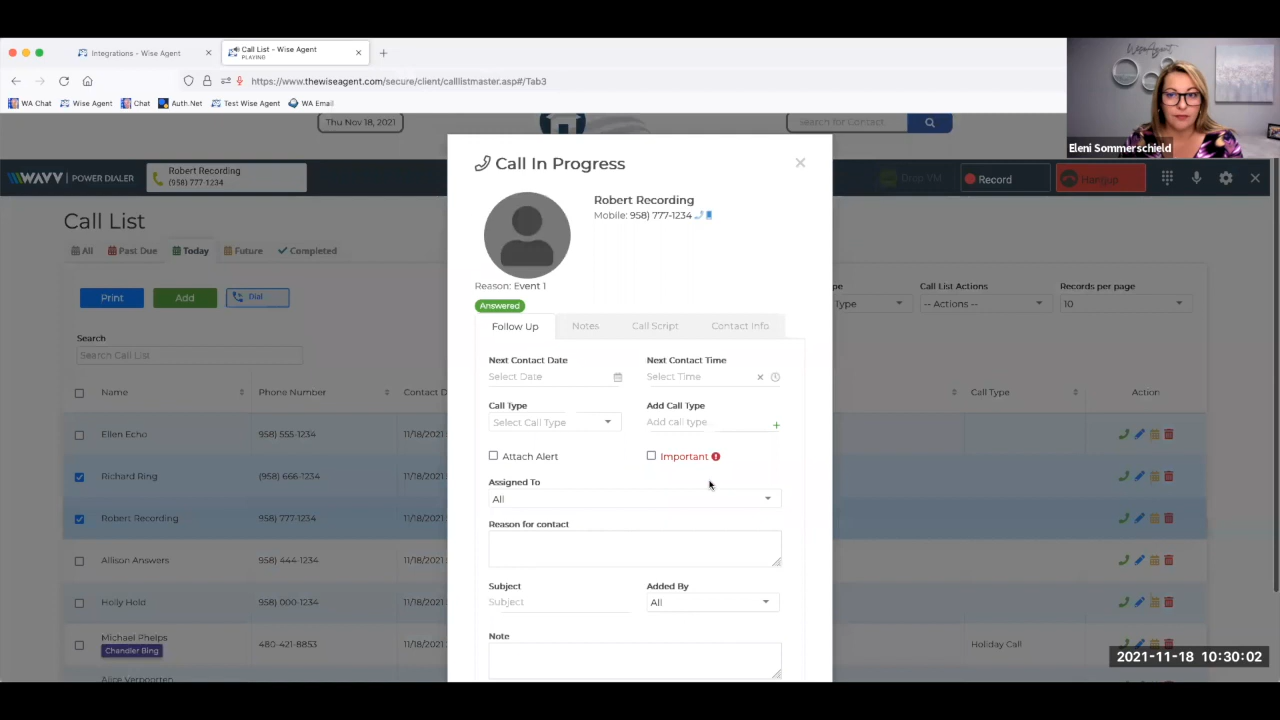 Integrations - Wise Agent
Call List - Wise Agent
PLAYING
https://www.thewiseagent.com/secure/client/calllistmaster.asp#/Tab3
WA Chat
Wise Agent
Chat
Auth.Net
Test Wise Agent
WA Email
Eleni Sommerschield
Thu Nov 18, 2021
Search for Contact
WAVV POWER DIALER
Robert Recording
(958) 777-1234
Drop VM
Record
Hangup
Call List
All
Past Due
Today
Future
Completed
Print
Add
Dial
Call List Actions
Records per page
Type
-- Actions --
10
Search
Search Call List
Name
Phone Number
Contact D
Call Type
Action
Ellen Echo
958) 555-1234
11/18/2021
Richard Ring
(958) 666-1234
11/18/2021
Robert Recording
958) 777-1234
11/18/2021
Allison Answers
958) 444-1234
11/18/2021
Holly Hold
958) 000-1234
11/18/2021
Michael Phelps
Chandler Bing
480-421-8853
11/18/2021
Holiday Call
Alice Verpoorten
Call In Progress
Robert Recording
Mobile: 958) 777-1234
Reason: Event 1
Answered
Follow Up
Notes
Call Script
Contact Info
Next Contact Date
Next Contact Time
Select Date
Select Time
Call Type
Add Call Type
Select Call Type
Add call type
Attach Alert
Important
Assigned To
All
Reason for contact
Subject
Added By
Subject
All
Note
2021-11-18 10:30:02